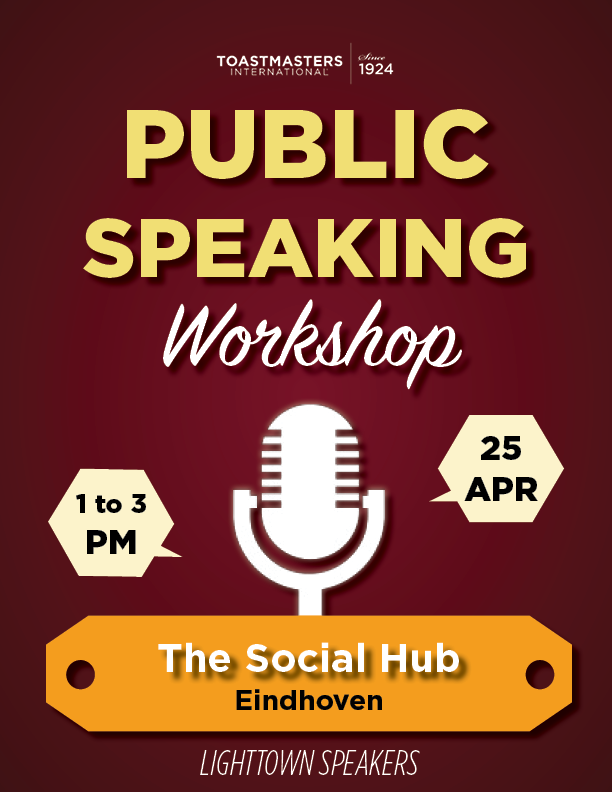 TOASTMASTERS
INTERNATIONAL
Since
1924
PUBLIC
SPEAKING
Workshop
25
APR
1 to 3
PM
The Social Hub
Eindhoven
LIGHTTOWN SPEAKERS